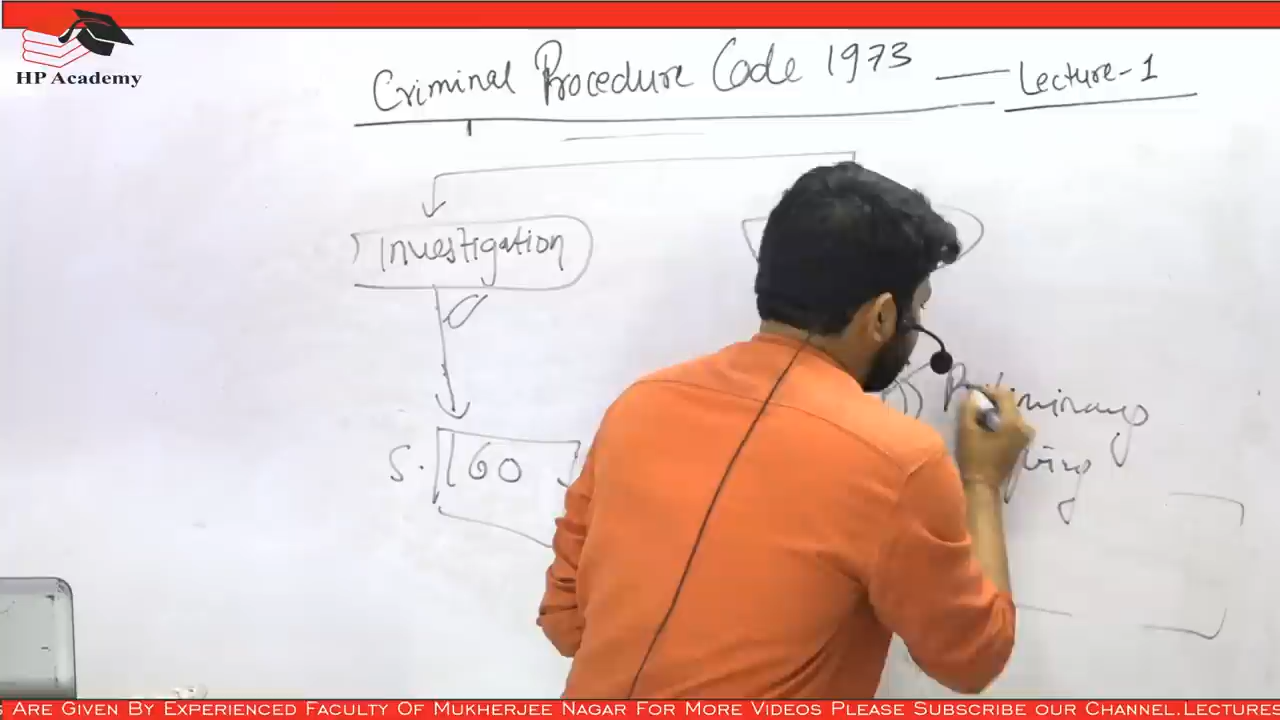 HP Academy
Criminal Procedure Code 1973 — Lecture-1
Investigation
S. 160
S ARE GIVEN BY EXPERIENCED FACULTY OF MUKHERJEE NAGAR FOR MORE VIDEOS PLEASE SUBSCRIBE OUR CHANNEL.LECTURES